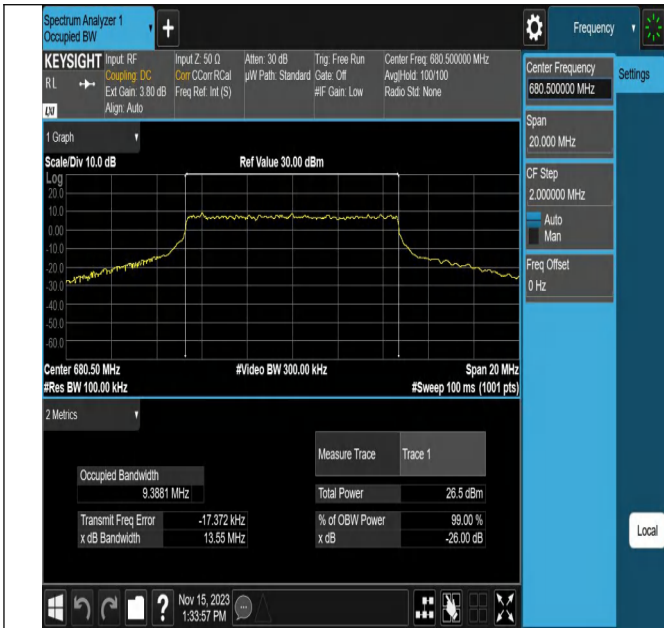 Spectrum Analyzer 1
Occupied BW
Frequency
KEYSIGHT
Input: RF
Coupling: DC
Ext Gain: 3.80 dB
Align: Auto
Input Z: 50 Ω
Corr CCorr RCal
Freq Ref: Int (S)
Atten: 30 dB
µW Path: Standard
Trig: Free Run
Gate: Off
#IF Gain: Low
Center Freq: 680.500000 MHz
Avg|Hold: 100/100
Radio Std: None
R L
LXI
Center Frequency
680.500000 MHz
Settings
Span
20.000 MHz
CF Step
2.000000 MHz
Auto
Man
Freq Offset
0 Hz
Local
1 Graph
Scale/Div 10.0 dB
Ref Value 30.00 dBm
Log
20.0
10.0
0.00
-10.0
-20.0
-30.0
-40.0
-50.0
-60.0
Center 680.50 MHz
#Video BW 300.00 kHz
Span 20 MHz
#Res BW 100.00 kHz
#Sweep 100 ms (1001 pts)
2 Metrics
Measure Trace
Trace 1
Occupied Bandwidth
9.3881 MHz
Total Power
26.5 dBm
Transmit Freq Error
-17.372 kHz
% of OBW Power
99.00 %
x dB Bandwidth
13.55 MHz
x dB
-26.00 dB
?
Nov 15, 2023
1:33:57 PM